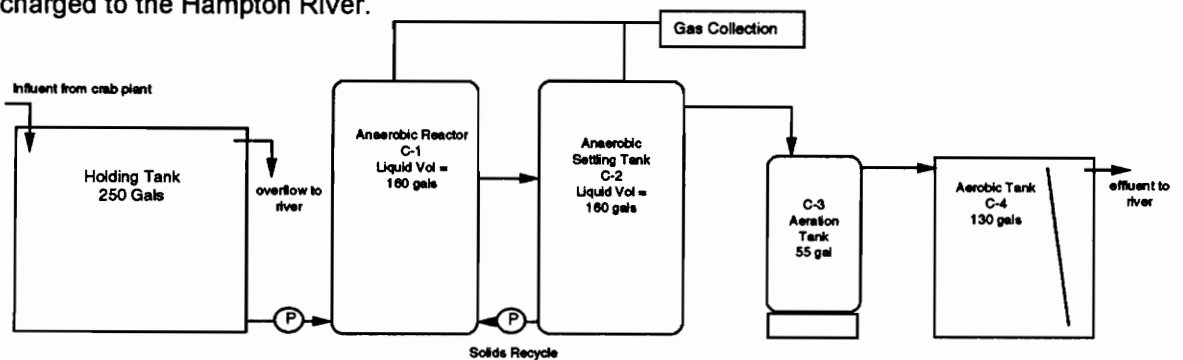 charged to the Hampton River.
Gas Collection
Influent from crab plant
Holding Tank
250 Gals
overflow to
river
P
Anaerobic Reactor
C-1
Liquid Vol =
160 gals
P
Solids Recycle
Anaerobic
Settling Tank
C-2
Liquid Vol =
160 gals
C-3
Aeration
Tank
55 gal
Aerobic Tank
C-4
130 gals
effluent to
river